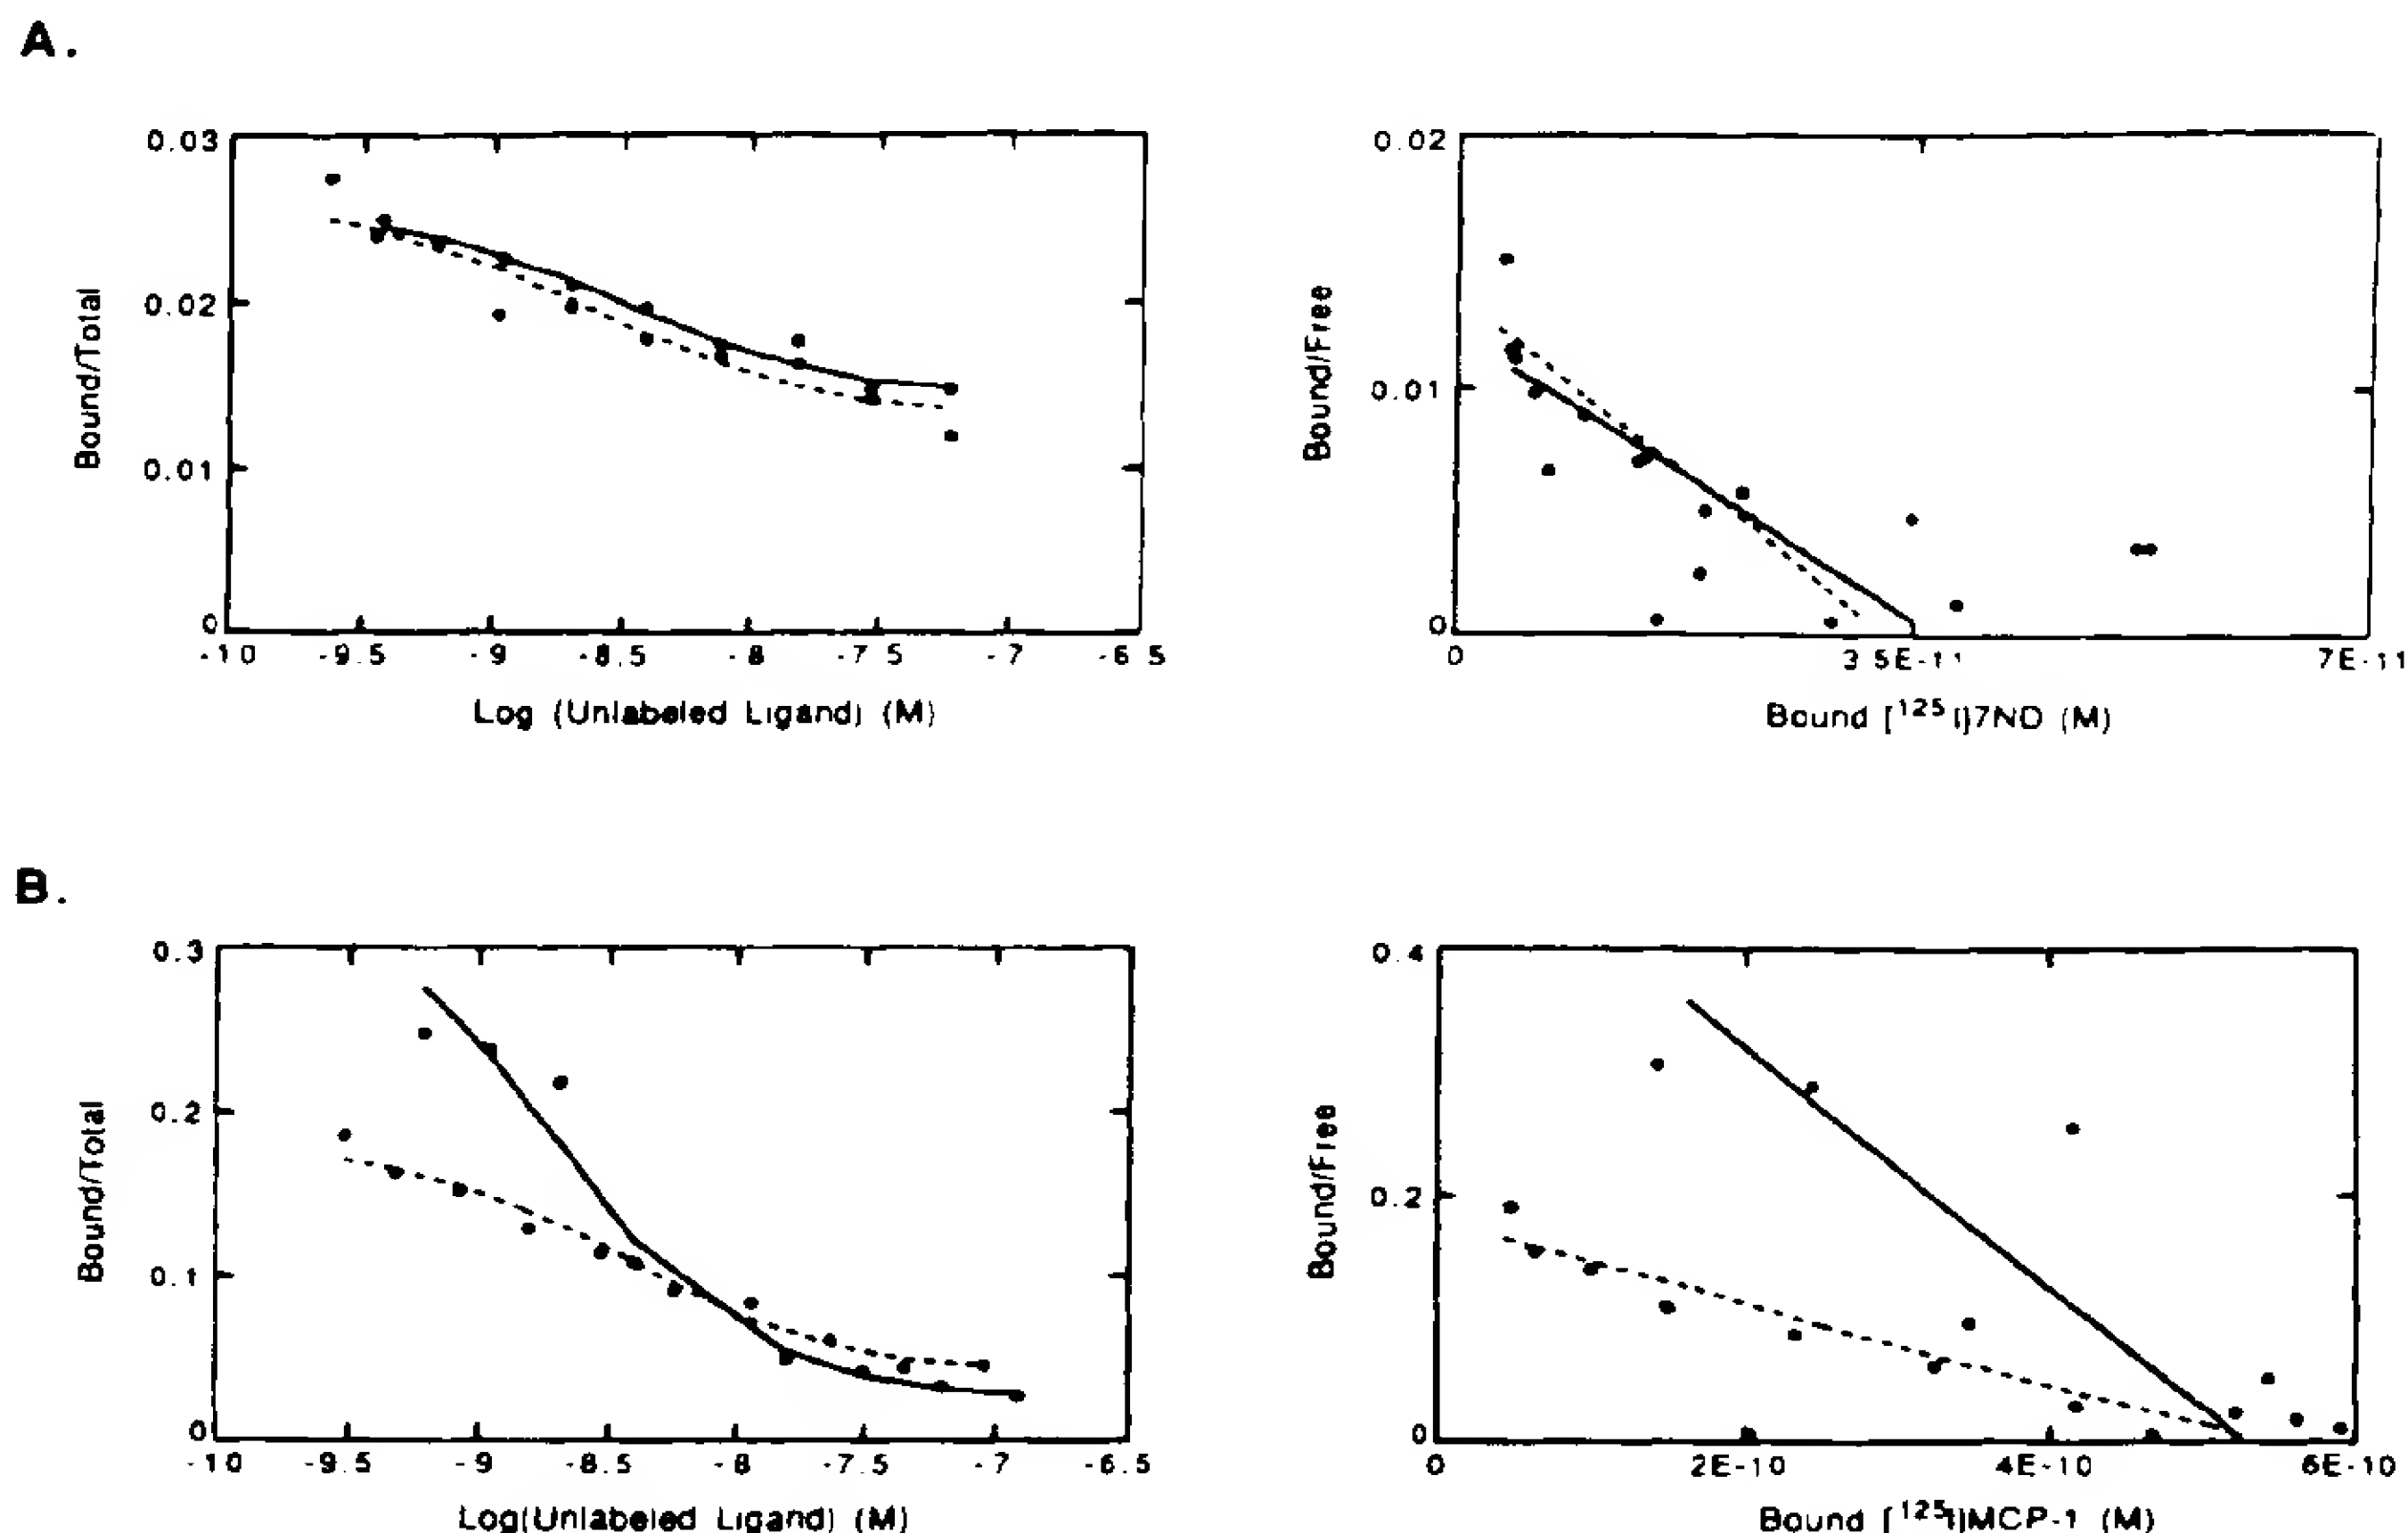 A.
0.03
0.02
0.01
0
-10 -9.5 -9 -8.5 -8 -7.5 -7 -6.5
Bound/Total
Log (Unlabeled Ligand) (M)
0.02
0.01
0
0 3.5E-11 7E-11
Bound/Free
Bound [125I]7ND (M)
B.
0.3
0.2
0.1
0
-10 -9.5 -9 -8.5 -8 -7.5 -7 -6.5
Bound/Total
Log(Unlabeled Ligand) (M)
0.4
0.2
0
0 2E-10 4E-10 6E-10
Bound/Free
Bound [125I]MCP-1 (M)